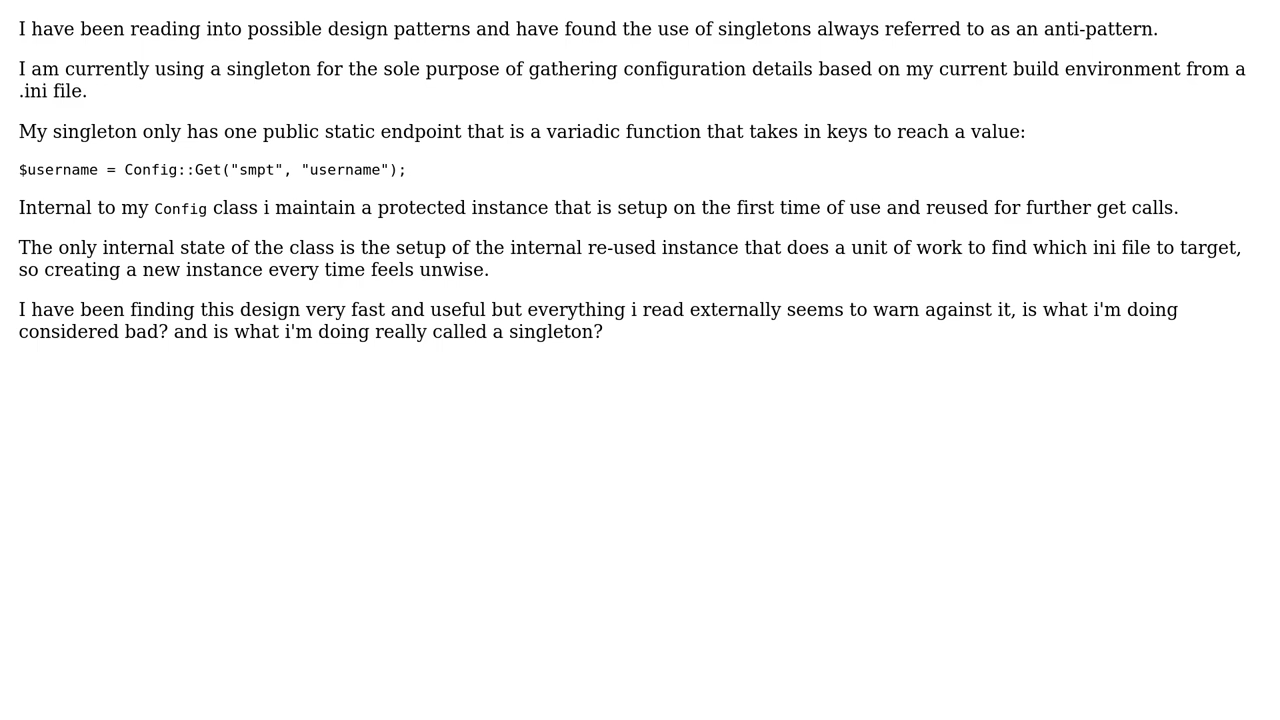 I have been reading into possible design patterns and have found the use of singletons always referred to as an anti-pattern.
I am currently using a singleton for the sole purpose of gathering configuration details based on my current build environment from a
.ini file.
My singleton only has one public static endpoint that is a variadic function that takes in keys to reach a value:
$username = Config::Get("smpt", "username");
Internal to my Config class i maintain a protected instance that is setup on the first time of use and reused for further get calls.
The only internal state of the class is the setup of the internal re-used instance that does a unit of work to find which ini file to target,
so creating a new instance every time feels unwise.
I have been finding this design very fast and useful but everything i read externally seems to warn against it, is what i'm doing
considered bad? and is what i'm doing really called a singleton?